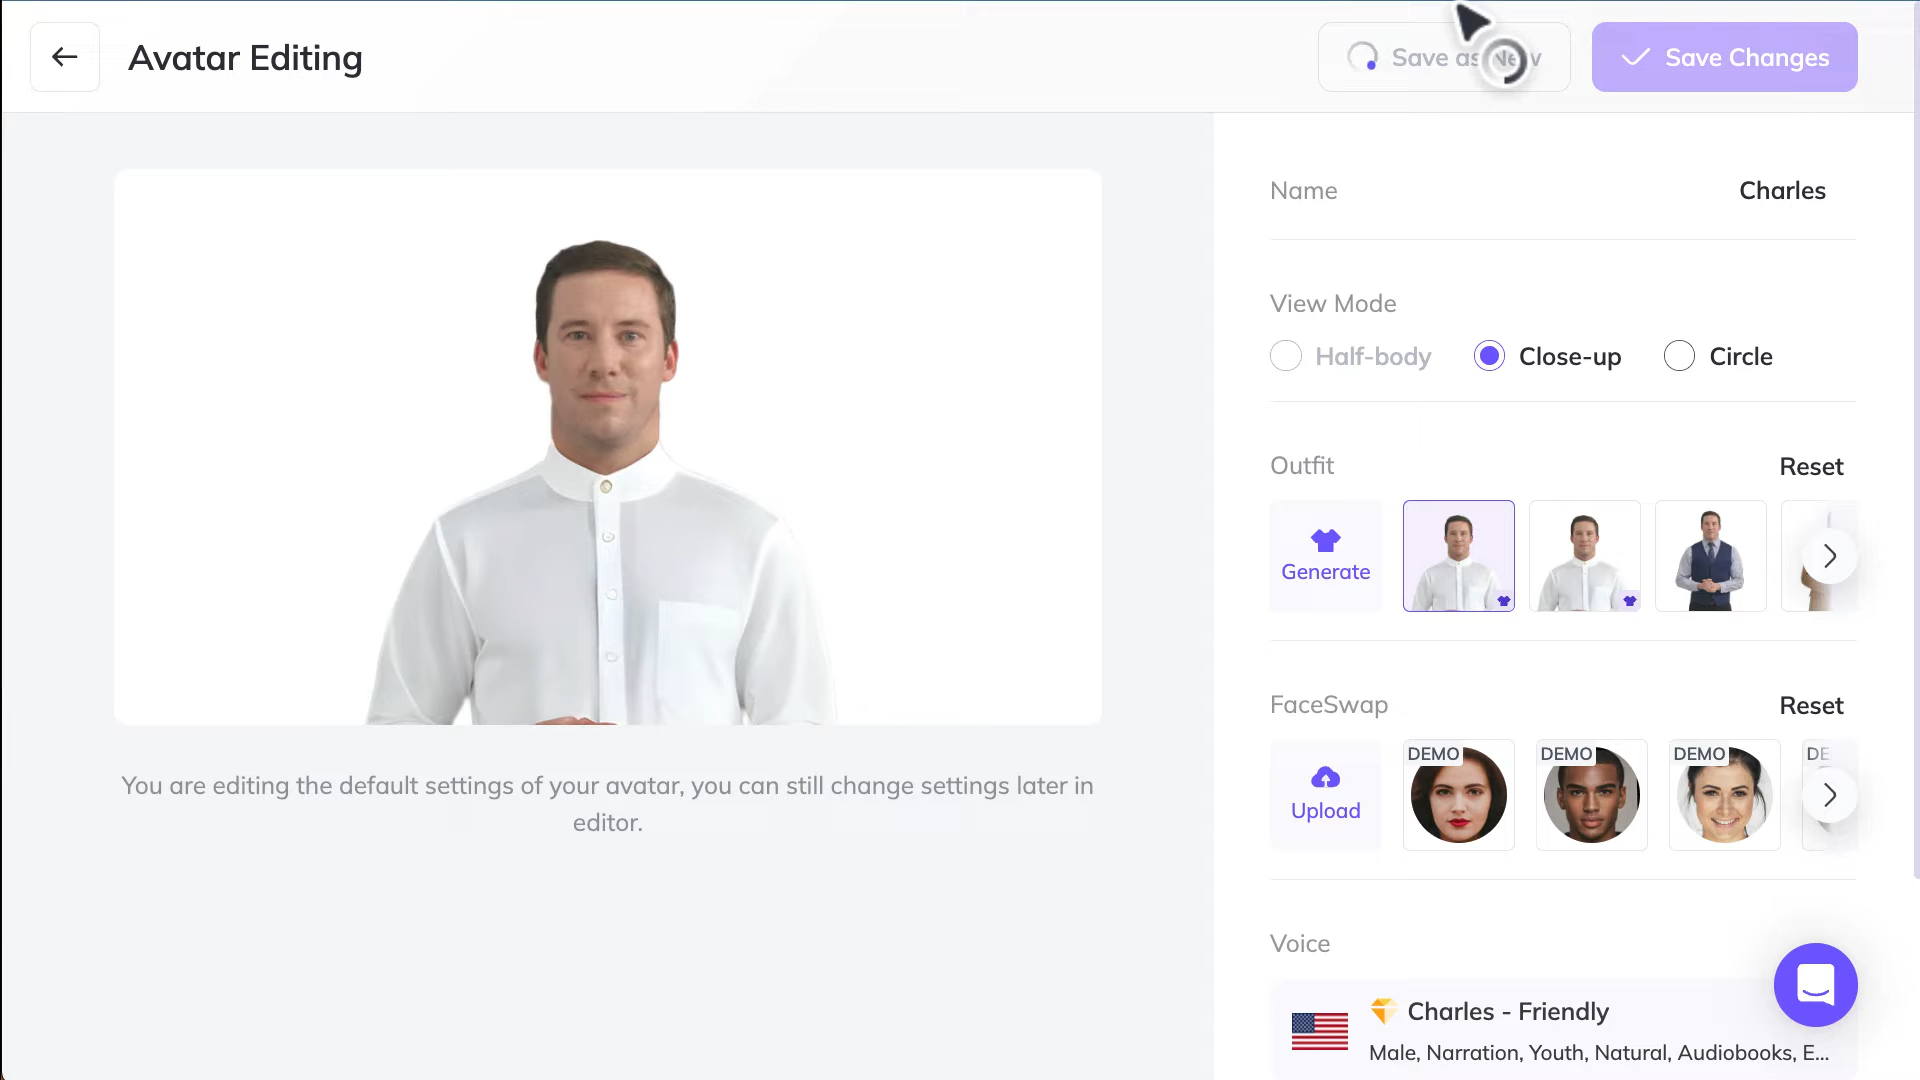 Avatar Editing
Save as New
Save Changes
Name
Charles
View Mode
Half-body
Close-up
Circle
Outfit
Reset
Generate
FaceSwap
Reset
Upload
DEMO
DEMO
DEMO
DE
You are editing the default settings of your avatar, you can still change settings later in
editor.
Voice
Charles - Friendly
Male, Narration, Youth, Natural, Audiobooks, E...